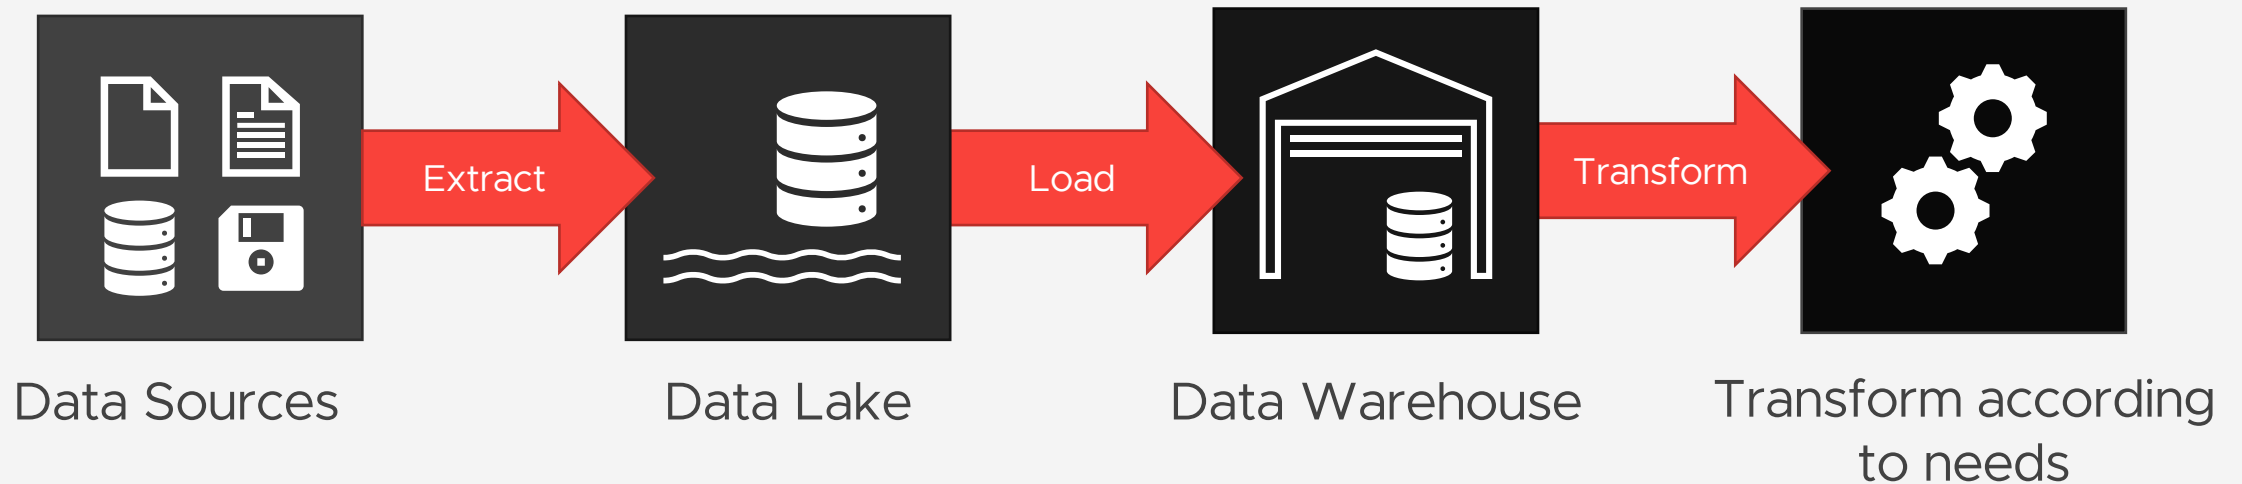 Extract
Load
Transform
Data Sources
Data Lake
Data Warehouse
Transform according
to needs